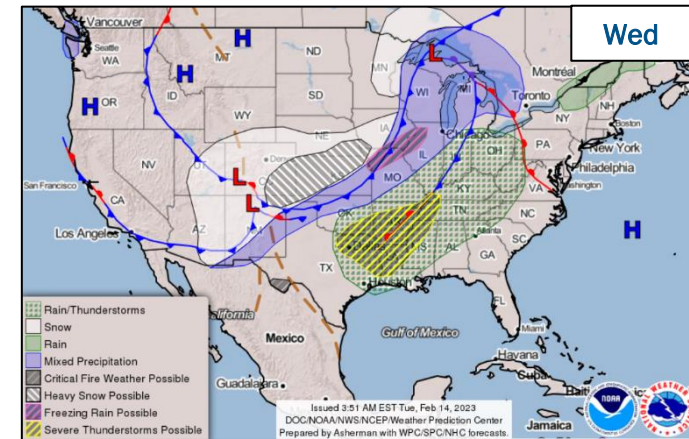 Wed
Vancouver
H
Seattle
WA
MT
ND
MN
L
Montréal
H
OR
ID
H
SD
WI
MI
Toronto
WY
NY
NH
Boston
IA
Chicago
NE
PA
New York
Philadelphia
NV
UT
Denver
L
IL
OH
Washington
San Francisco
MO
KY
VA
CA
L
OK
TN
NC
H
Los Angeles
AZ
NM
Dallas
AL
Atlanta
SC
TX
GA
Houston
FL
Rain/Thunderstorms
Snow
Rain
Mixed Precipitation
Critical Fire Weather Possible
Heavy Snow Possible
Freezing Rain Possible
Severe Thunderstorms Possible
California
Mexico
Gulf of Mexico
Miami
Havana
Cuba
Guadalajara
Jamaica
Issued 3:51 AM EST Tue, Feb 14, 2023
DOC/NOAA/NWS/NCEP/Weather Prediction Center
Prepared by Asherman with WPC/SPC/NHC forecasts.
NOAA